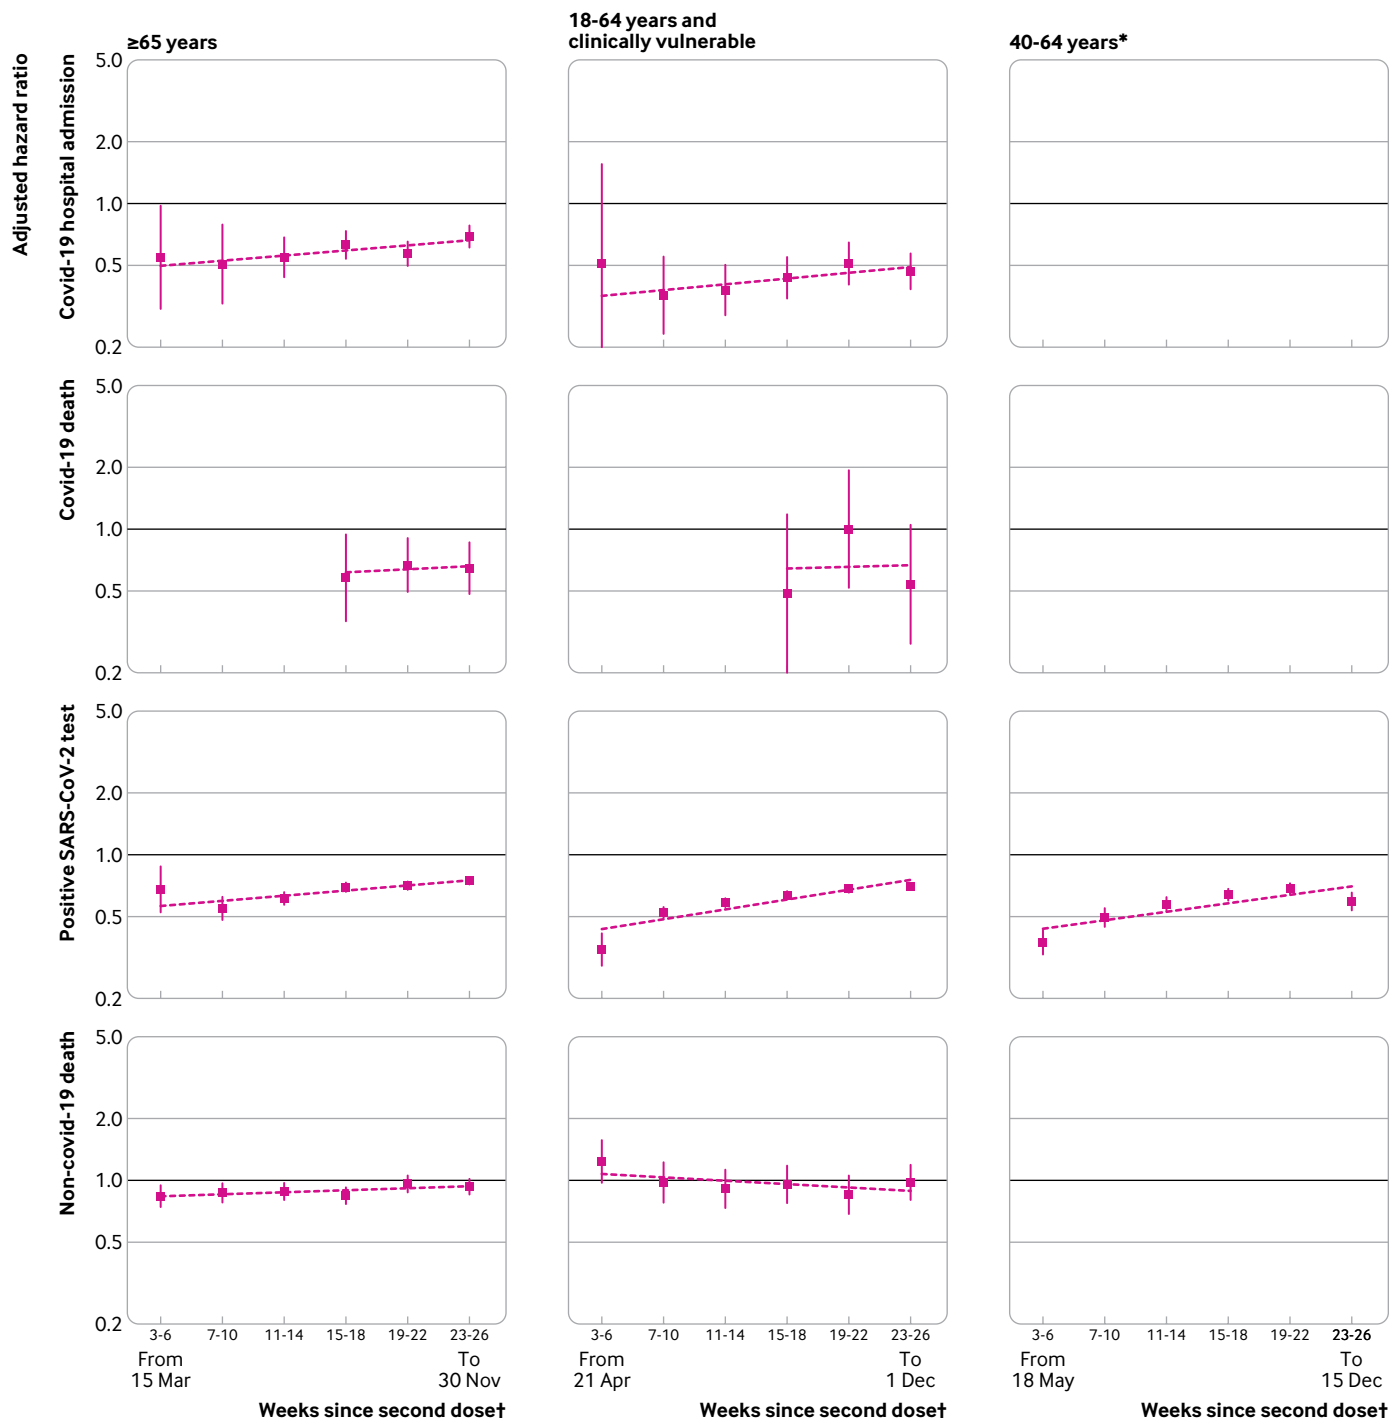 ≥65 years
18-64 years and
clinically vulnerable
40-64 years*
Adjusted hazard ratio
Covid-19 hospital admission
5.0
2.0
1.0
0.5
0.2
Covid-19 death
5.0
2.0
1.0
0.5
0.2
Positive SARS-CoV-2 test
5.0
2.0
1.0
0.5
0.2
Non-covid-19 death
5.0
2.0
1.0
0.5
0.2
3-6 7-10 11-14 15-18 19-22 23-26
From To
15 Mar 30 Nov
Weeks since second dose†
3-6 7-10 11-14 15-18 19-22 23-26
From To
21 Apr 1 Dec
Weeks since second dose†
3-6 7-10 11-14 15-18 19-22 23-26
From To
18 May 15 Dec
Weeks since second dose†